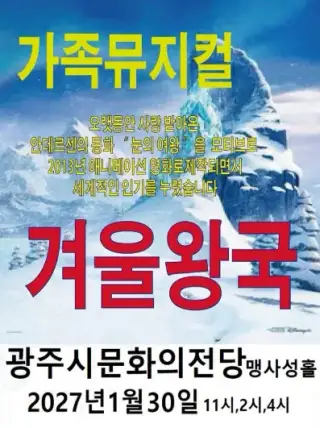 가족뮤지컬
오랫동안 사랑 받아온
안데르센의 동화 “눈의 여왕”을 모티브로
2013년 애니메이션 영화로제작되면서
세계적인 인기를 누렸습니다
겨울왕국
광주시문화의전당맹사성홀
2027년1월30일 11시,2시,4시